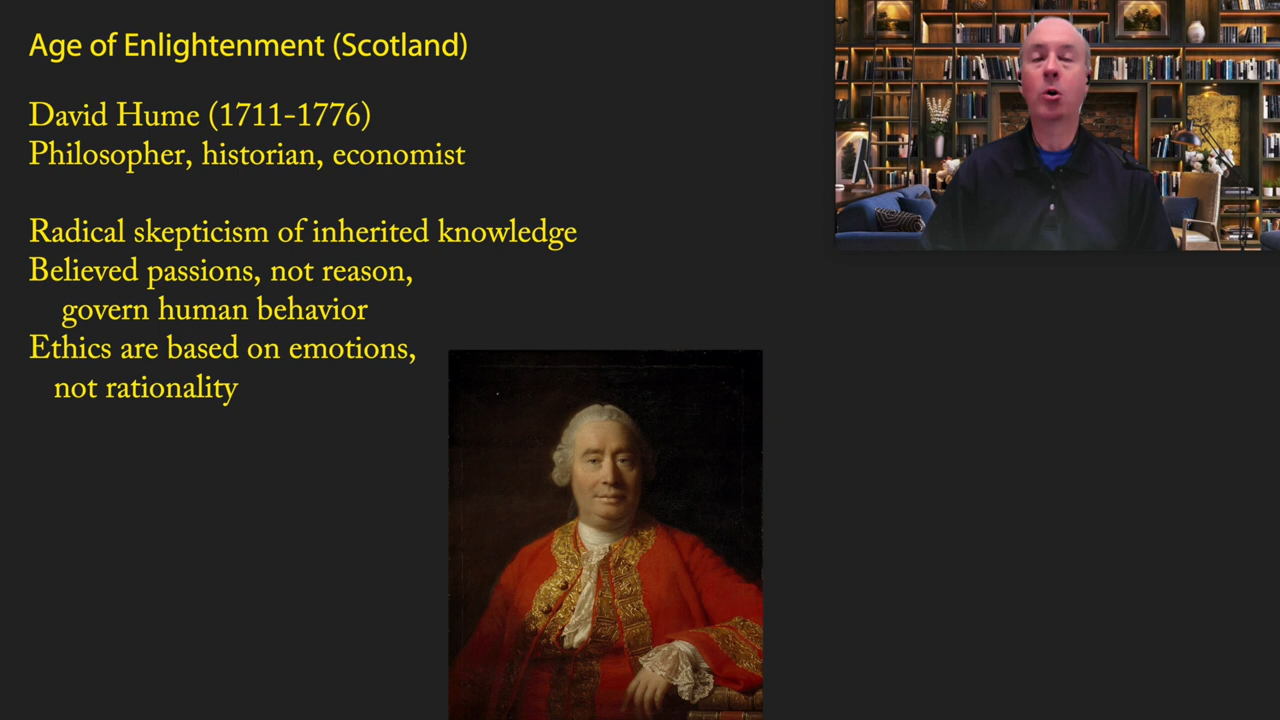 Age of Enlightenment (Scotland)
David Hume (1711-1776)
Philosopher, historian, economist
Radical skepticism of inherited knowledge
Believed passions, not reason,
govern human behavior
Ethics are based on emotions,
not rationality